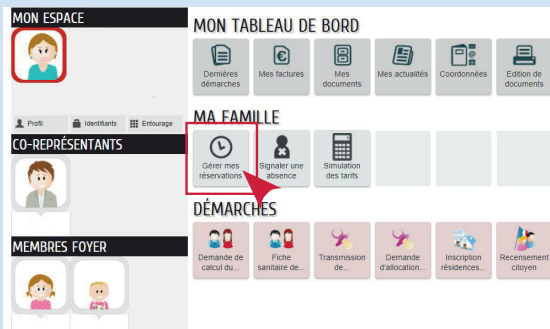 MON ESPACE
Profil
Identifiants
Entourage
CO-REPRÉSENTANTS
MEMBRES FOYER
MON TABLEAU DE BORD
Dernières
démarches
Mes factures
Mes
documents
Mes actualités
Coordonnées
Edition de
documents
MA FAMILLE
Gérer mes
réservations
Signaler une
absence
Simulation
des tarifs
DÉMARCHES
Demande de
calcul du...
Fiche
sanitaire de...
Transmission
de...
Demande
d'allocation...
Inscription
résidences...
Recensement
citoyen